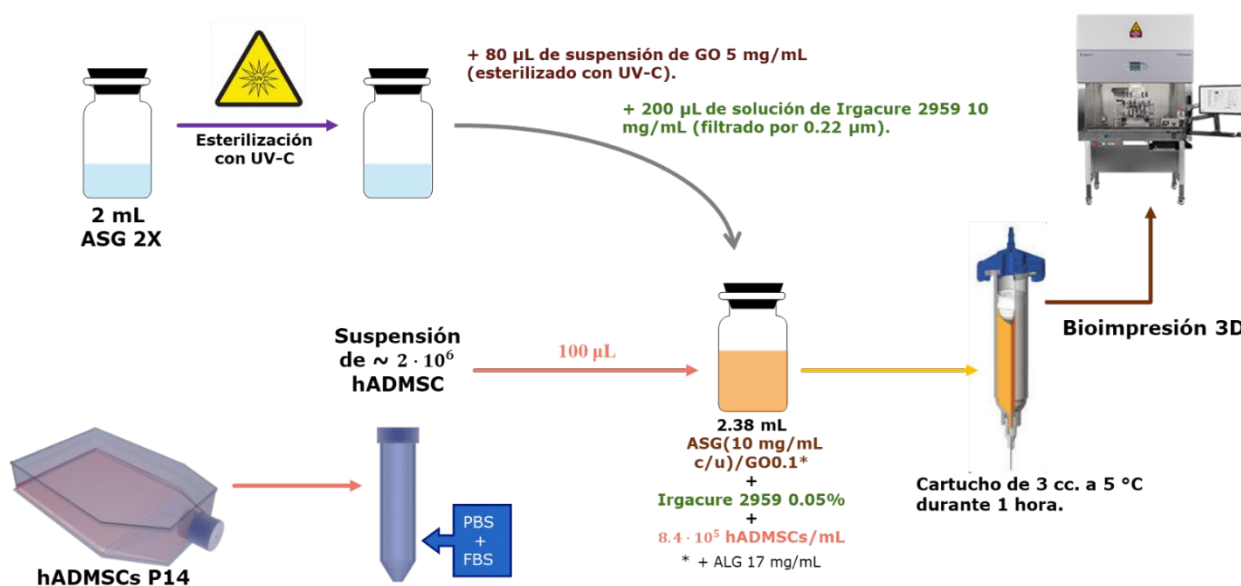 + 80 µL de suspensión de GO 5 mg/mL
(esterilizado con UV-C).
UV
+ 200 µL de solución de Irgacure 2959 10
mg/mL (filtrado por 0.22 µm).
Esterilización
con UV-C
2 mL
ASG 2X
Suspensión
de ~ 2 · 10⁶
hADMSC
100 µL
Bioimpresión 3D
2.38 mL
ASG(10 mg/mL
c/u)/GO0.1*
+
Irgacure 2959 0.05%
+
8.4 · 10⁵ hADMSCs/mL
* + ALG 17 mg/mL
Cartucho de 3 cc. a 5 °C
durante 1 hora.
PBS
+
FBS
hADMSCs P14